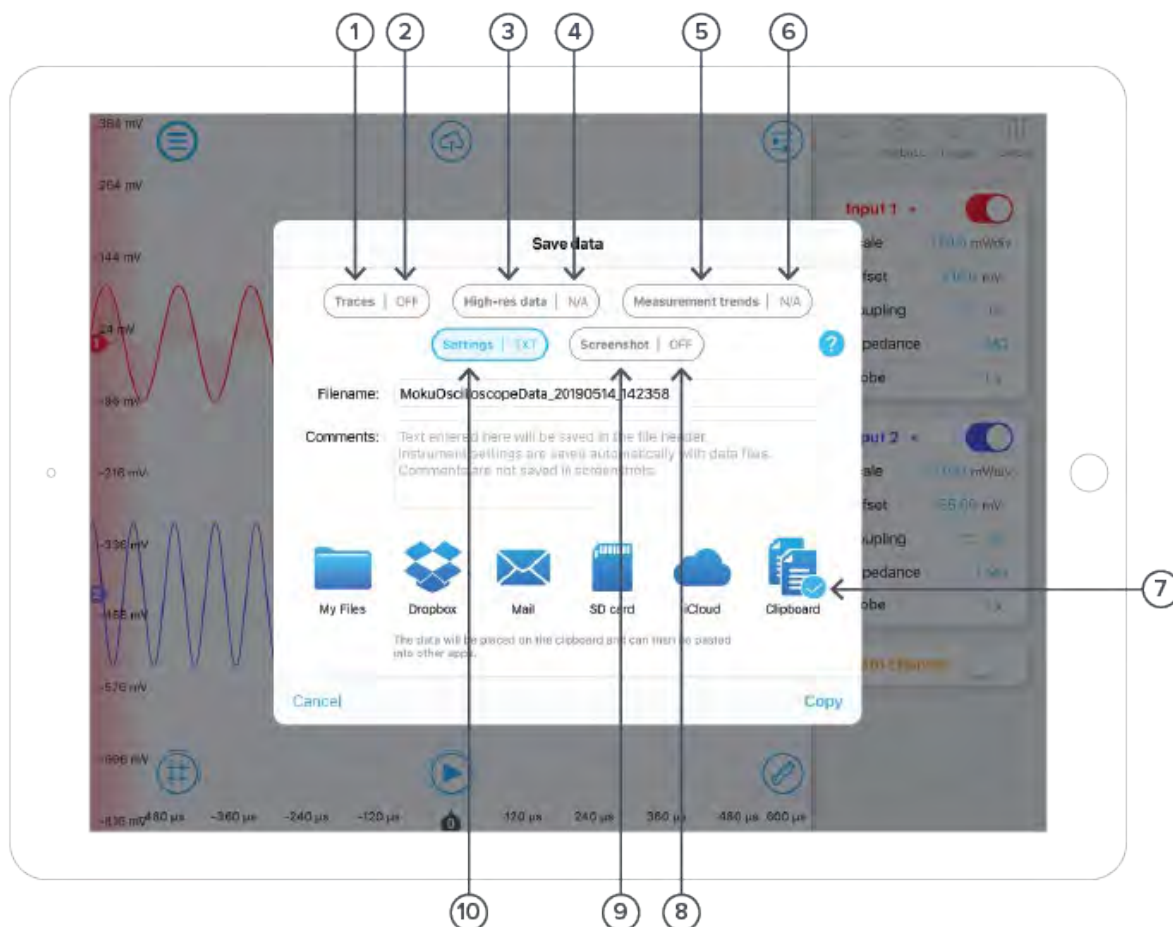 1 2 3 4 5 6
384 mV
264 mV
144 mV
24 mV
-96 mV
-216 mV
-336 mV
-456 mV
-576 mV
-696 mV
Input 1
mV/div
Save data
Traces | OFF
High-res data | N/A
Measurement trends | N/A
Settings | TXT
Screenshot | OFF
?
Filename: MokuOscilloscopeData_20190514_142358
Comments: Text entered here will be saved in the file header.
Instrument settings are saved automatically with data files.
Comments are not saved in screenshots.
My Files
Dropbox
Mail
SD card
iCloud
Clipboard
7
The data will be placed on the clipboard and can then be pasted
into other apps.
Cancel
Copy
-480 µs -360 µs -240 µs -120 µs 0 120 µs 240 µs 360 µs 480 µs 600 µs
10 9 8